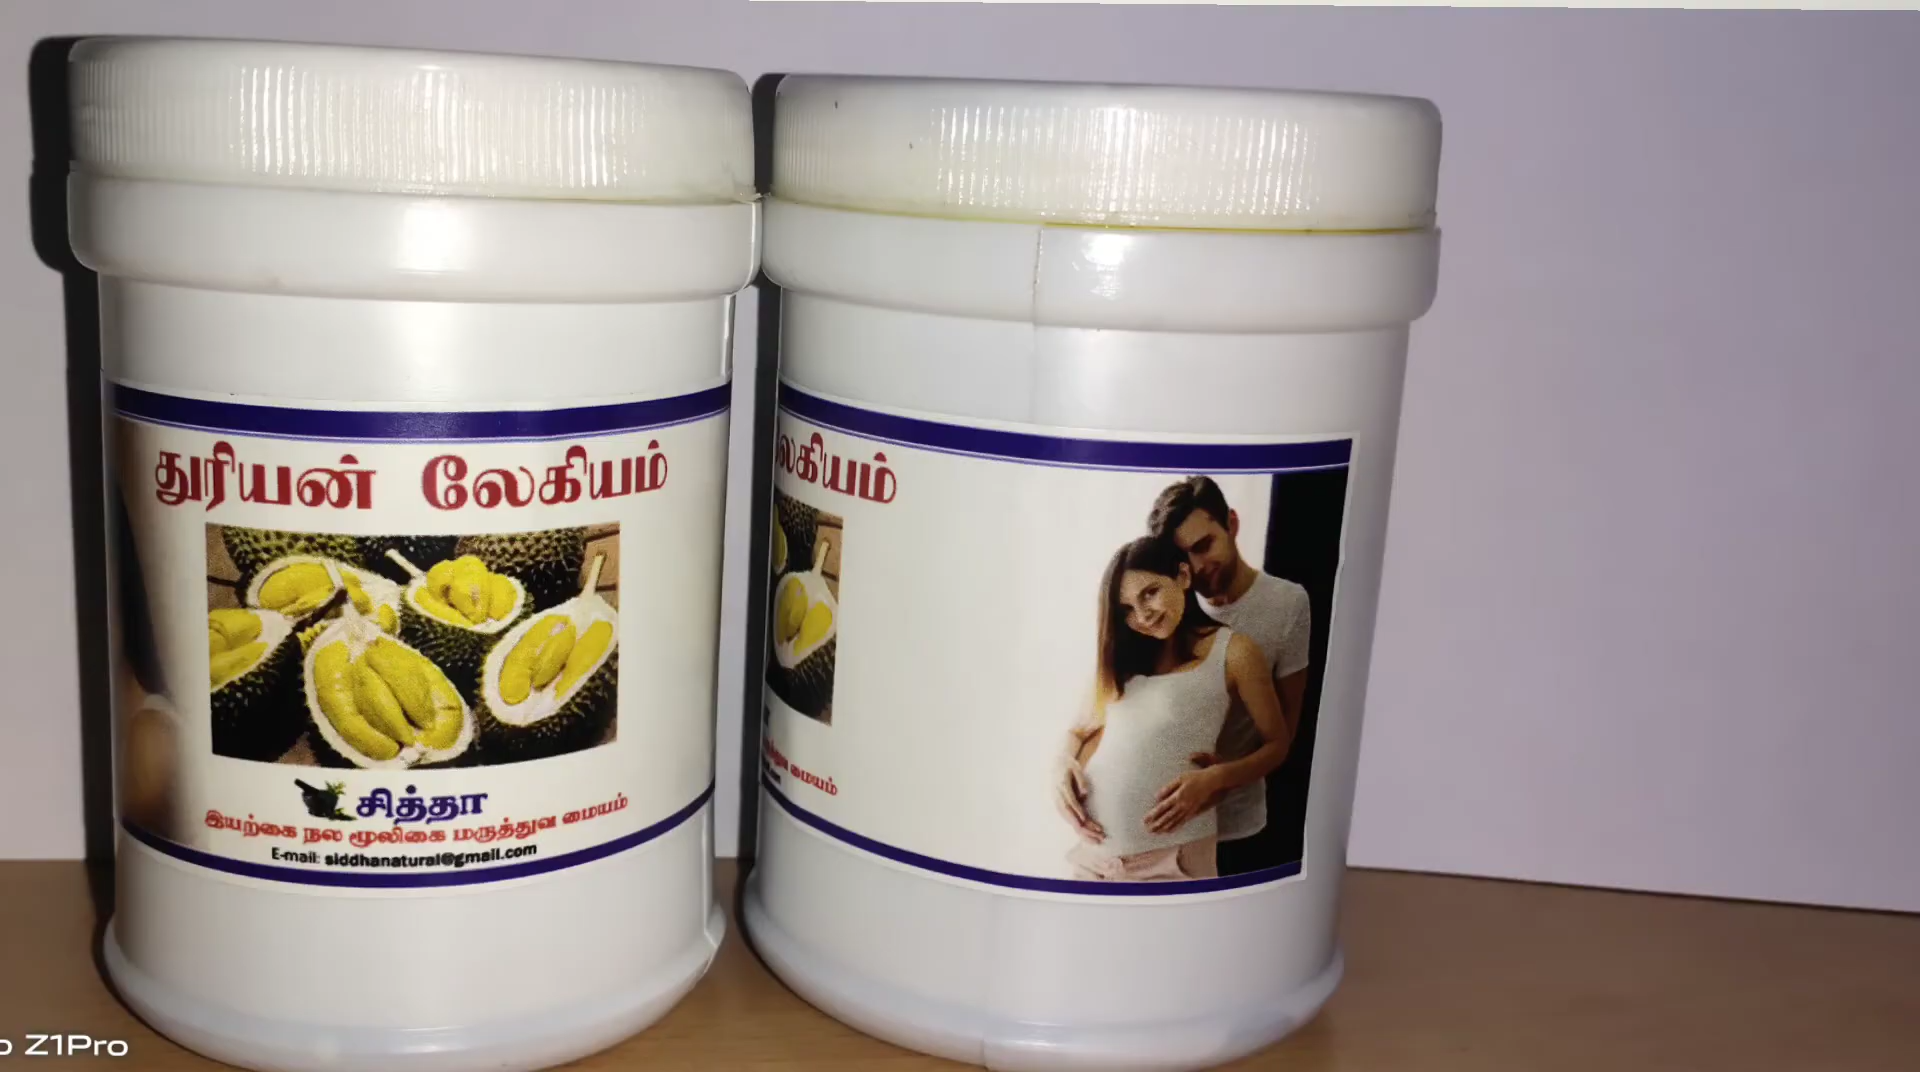 துரியன் லேகியம்
சித்தா
இயற்கை நல மூலிகை மருத்துவ மையம்
E-mail: siddhanatural@gmail.com
லேகியம்
மையம்
Z1Pro